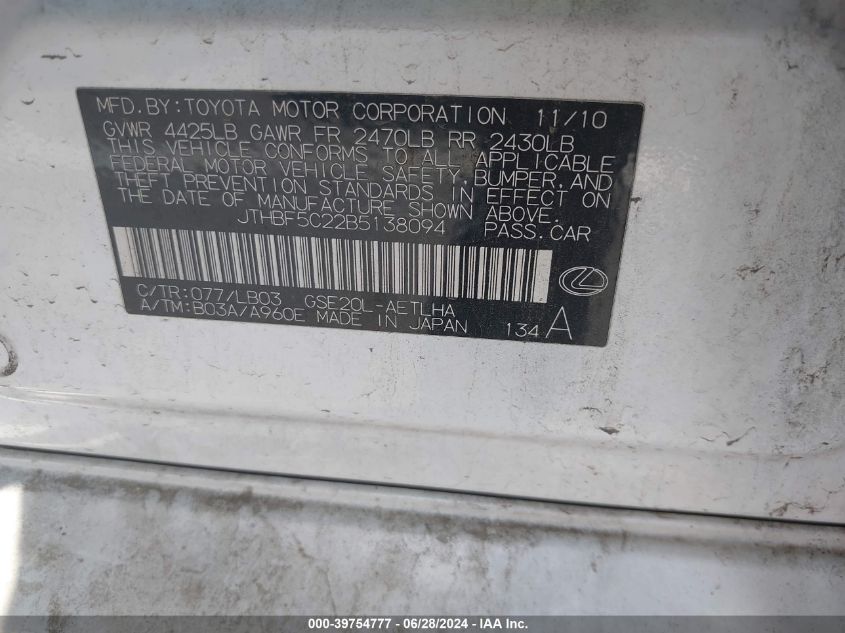 MFD. BY: TOYOTA MOTOR CORPORATION 11/10
GVWR 4425LB GAWR FR 2470LB RR 2430LB
THIS VEHICLE CONFORMS TO ALL APPLICABLE
FEDERAL MOTOR VEHICLE SAFETY, BUMPER, AND
THEFT PREVENTION STANDARDS IN EFFECT ON
THE DATE OF MANUFACTURE SHOWN ABOVE.
JTHBF5C22B5138094 PASS. CAR
C/TR: 077/LB03 GSE20L-AETLHA
A/TM: B03A/A960E MADE IN JAPAN 134 A
000-39754777 - 06/28/2024 - IAA Inc.